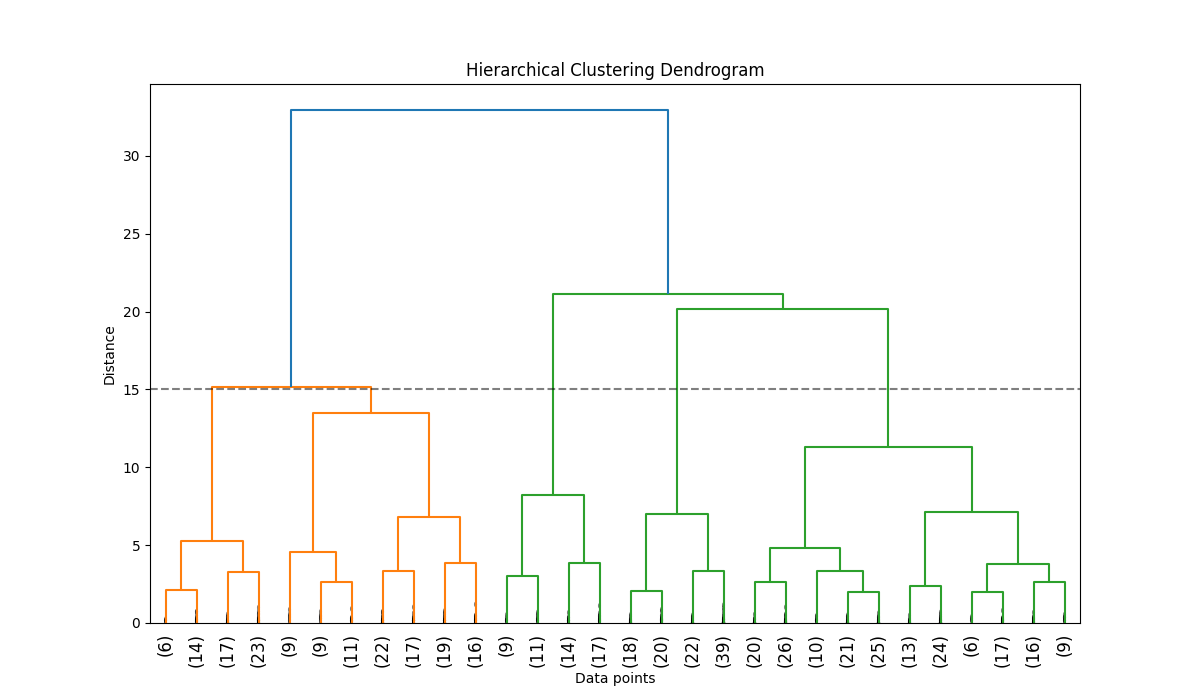 Hierarchical Clustering Dendrogram
Distance
30
25
20
15
10
5
0
(6) (14) (17) (23) (9) (9) (11) (22) (17) (19) (16) (9) (11) (14) (17) (18) (20) (22) (39) (20) (26) (10) (21) (25) (13) (24) (6) (17) (16) (9)
Data points